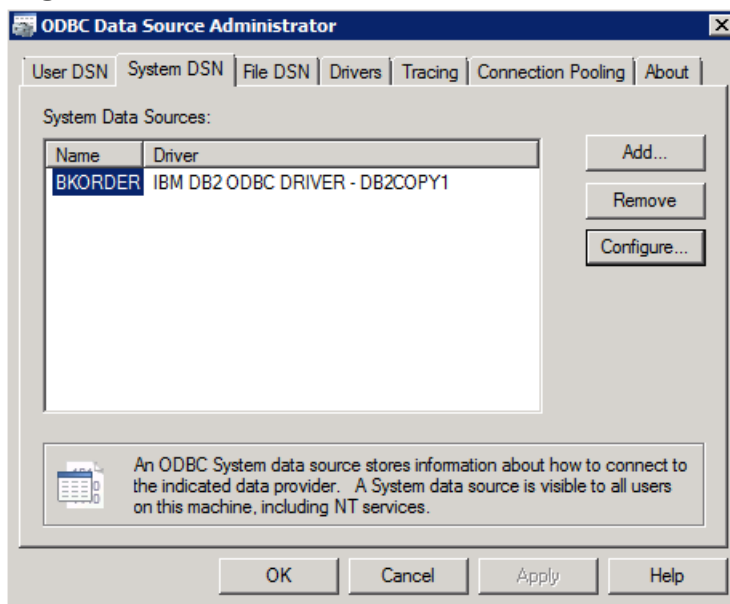 ODBC Data Source Administrator
User DSN System DSN File DSN Drivers Tracing Connection Pooling About
System Data Sources:
Name Driver
BKORDER IBM DB2 ODBC DRIVER - DB2COPY1
Add...
Remove
Configure...
An ODBC System data source stores information about how to connect to
the indicated data provider. A System data source is visible to all users
on this machine, including NT services.
OK Cancel Apply Help